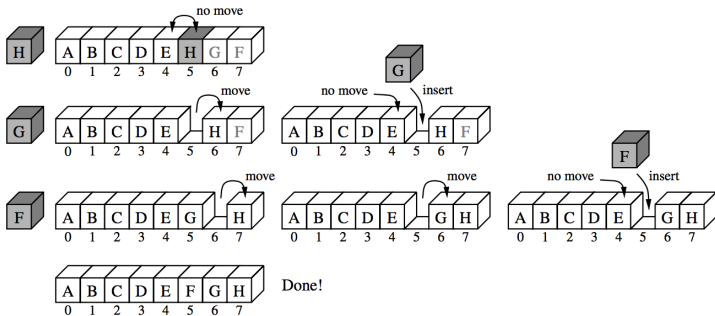 no move
H A B C D E H G F
0 1 2 3 4 5 6 7
G
move no move insert
G A B C D E H F A B C D E H F
0 1 2 3 4 5 6 7 0 1 2 3 4 5 6 7
F
move move no move insert
F A B C D E G H A B C D E G H A B C D E G H
0 1 2 3 4 5 6 7 0 1 2 3 4 5 6 7 0 1 2 3 4 5 6 7
A B C D E F G H Done!
0 1 2 3 4 5 6 7